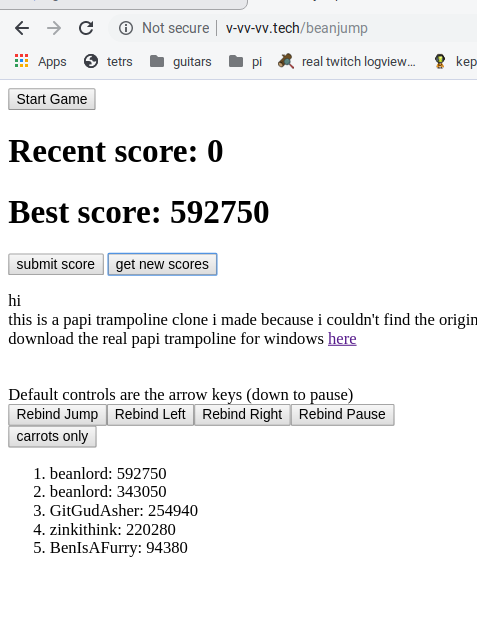 Not secure | v-vv-vv.tech/beanjump
Apps tetrs guitars pi real twitch logview... kep
Start Game
Recent score: 0
Best score: 592750
submit score get new scores
hi
this is a papi trampoline clone i made because i couldn't find the origin
download the real papi trampoline for windows here
Default controls are the arrow keys (down to pause)
Rebind Jump Rebind Left Rebind Right Rebind Pause
carrots only
1. beanlord: 592750
2. beanlord: 343050
3. GitGudAsher: 254940
4. zinkithink: 220280
5. BenIsAFurry: 94380